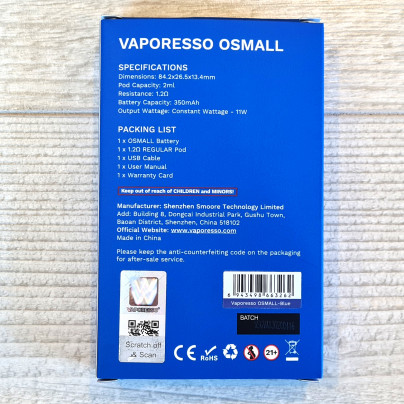 VAPORESSO OSMALL
SPECIFICATIONS
Dimensions: 84.2x26.5x13.4mm
Pod Capacity: 2ml
Resistance: 1.2Ω
Battery Capacity: 350mAh
Output Wattage: Constant Wattage - 11W
PACKING LIST
1 x OSMALL Battery
1 x 1.2Ω REGULAR Pod
1 x USB Cable
1 x User Manual
1 x Warranty Card
Keep out of reach of CHILDREN and MINORS!
Manufacturer: Shenzhen Smoore Technology Limited
Add: Building 8, Dongcai Industrial Park, Gushu Town,
Baoan District, Shenzhen, China 518102
Official Website: www.vaporesso.com
Made in China
Please keep the anti-counterfeiting code on the packaging
for after-sale service.
VAPORESSO
Scratch off
& Scan
Vaporesso OSMALL-Blue
BATCH
CE
RoHS
21+